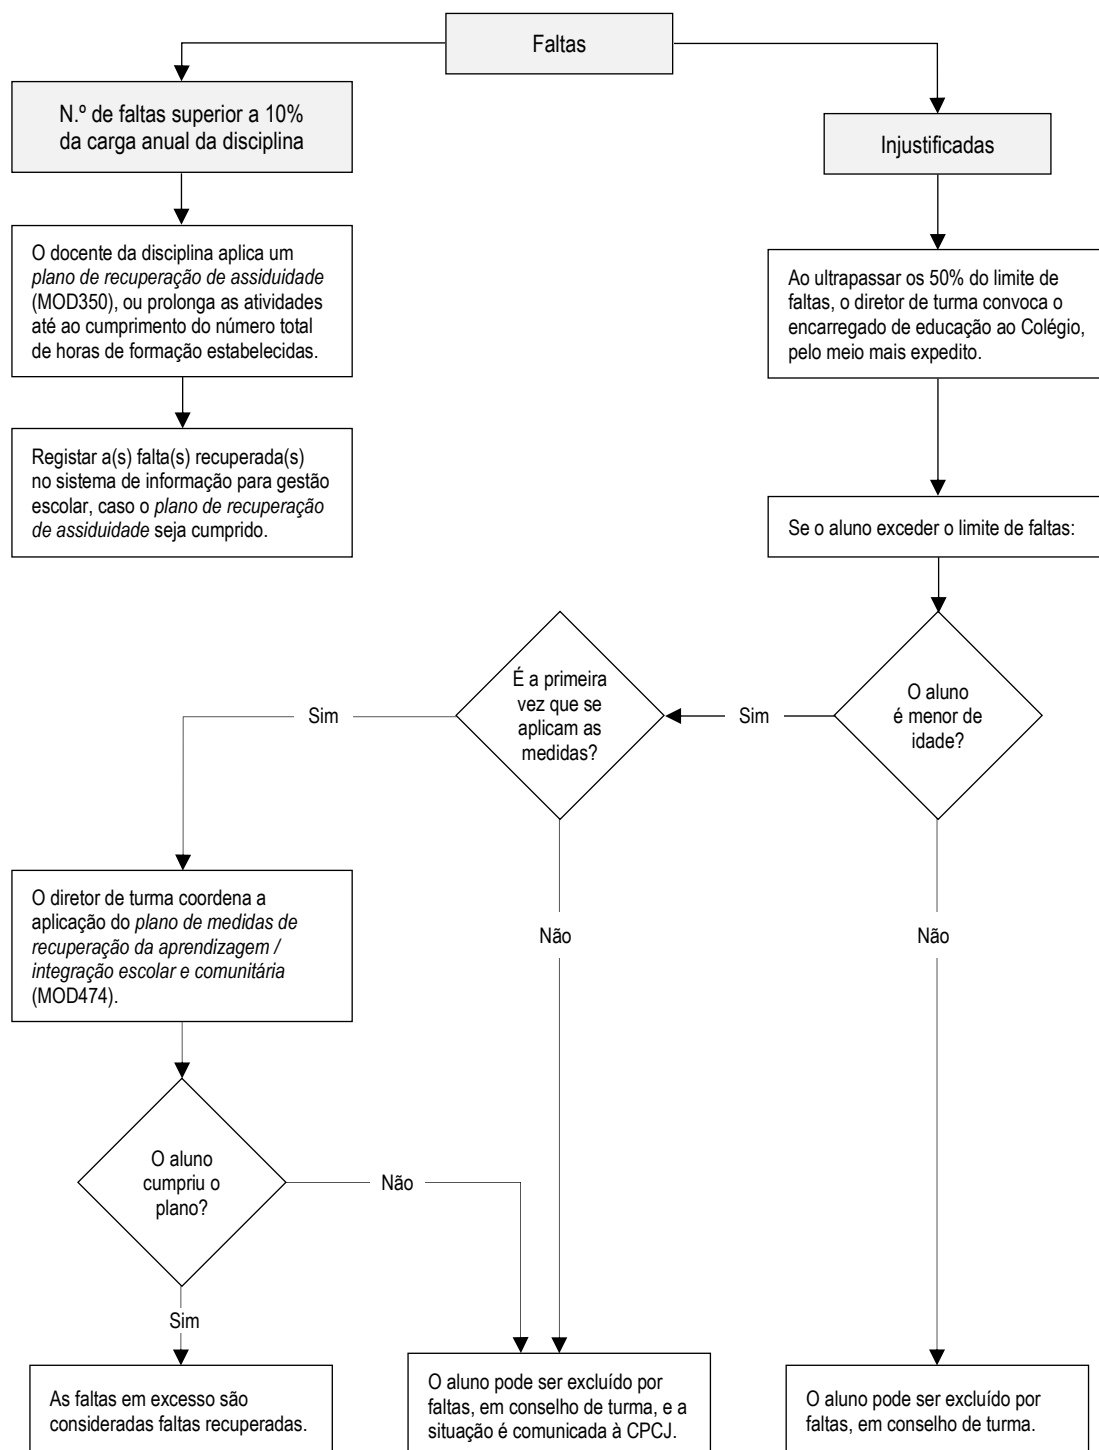 Faltas
N.º de faltas superior a 10%
da carga anual da disciplina
Injustificadas
O docente da disciplina aplica um
plano de recuperação de assiduidade
(MOD350), ou prolonga as atividades
até ao cumprimento do número total
de horas de formação estabelecidas.
Ao ultrapassar os 50% do limite de
faltas, o diretor de turma convoca o
encarregado de educação ao Colégio,
pelo meio mais expedito.
Registar a(s) falta(s) recuperada(s)
no sistema de informação para gestão
escolar, caso o plano de recuperação
de assiduidade seja cumprido.
Se o aluno exceder o limite de faltas:
O aluno
é menor de
idade?
Sim
É a primeira
vez que se
aplicam as
medidas?
Sim
O diretor de turma coordena a
aplicação do plano de medidas de
recuperação da aprendizagem /
integração escolar e comunitária
(MOD474).
Não
Não
O aluno
cumpriu o
plano?
Não
Sim
As faltas em excesso são
consideradas faltas recuperadas.
O aluno pode ser excluído por
faltas, em conselho de turma, e a
situação é comunicada à CPCJ.
O aluno pode ser excluído por
faltas, em conselho de turma.